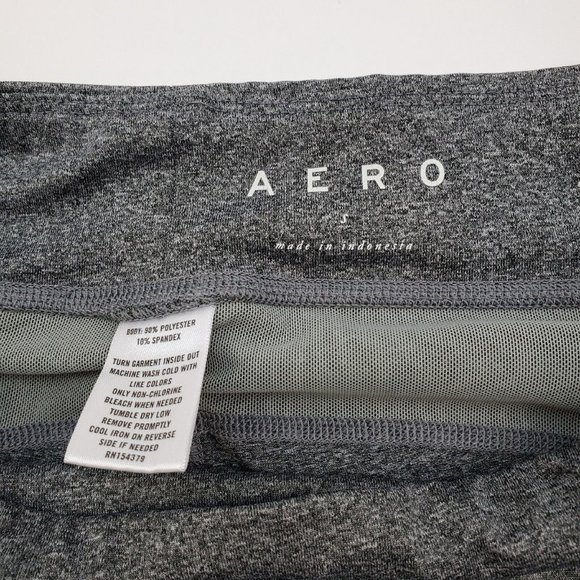 AERO
S
made in indonesia
BODY: 90% POLYESTER
10% SPANDEX
TURN GARMENT INSIDE OUT
MACHINE WASH COLD WITH
LIKE COLORS
ONLY NON-CHLORINE
BLEACH WHEN NEEDED
TUMBLE DRY LOW
REMOVE PROMPTLY
COOL IRON ON REVERSE
SIDE IF NEEDED
RN154379